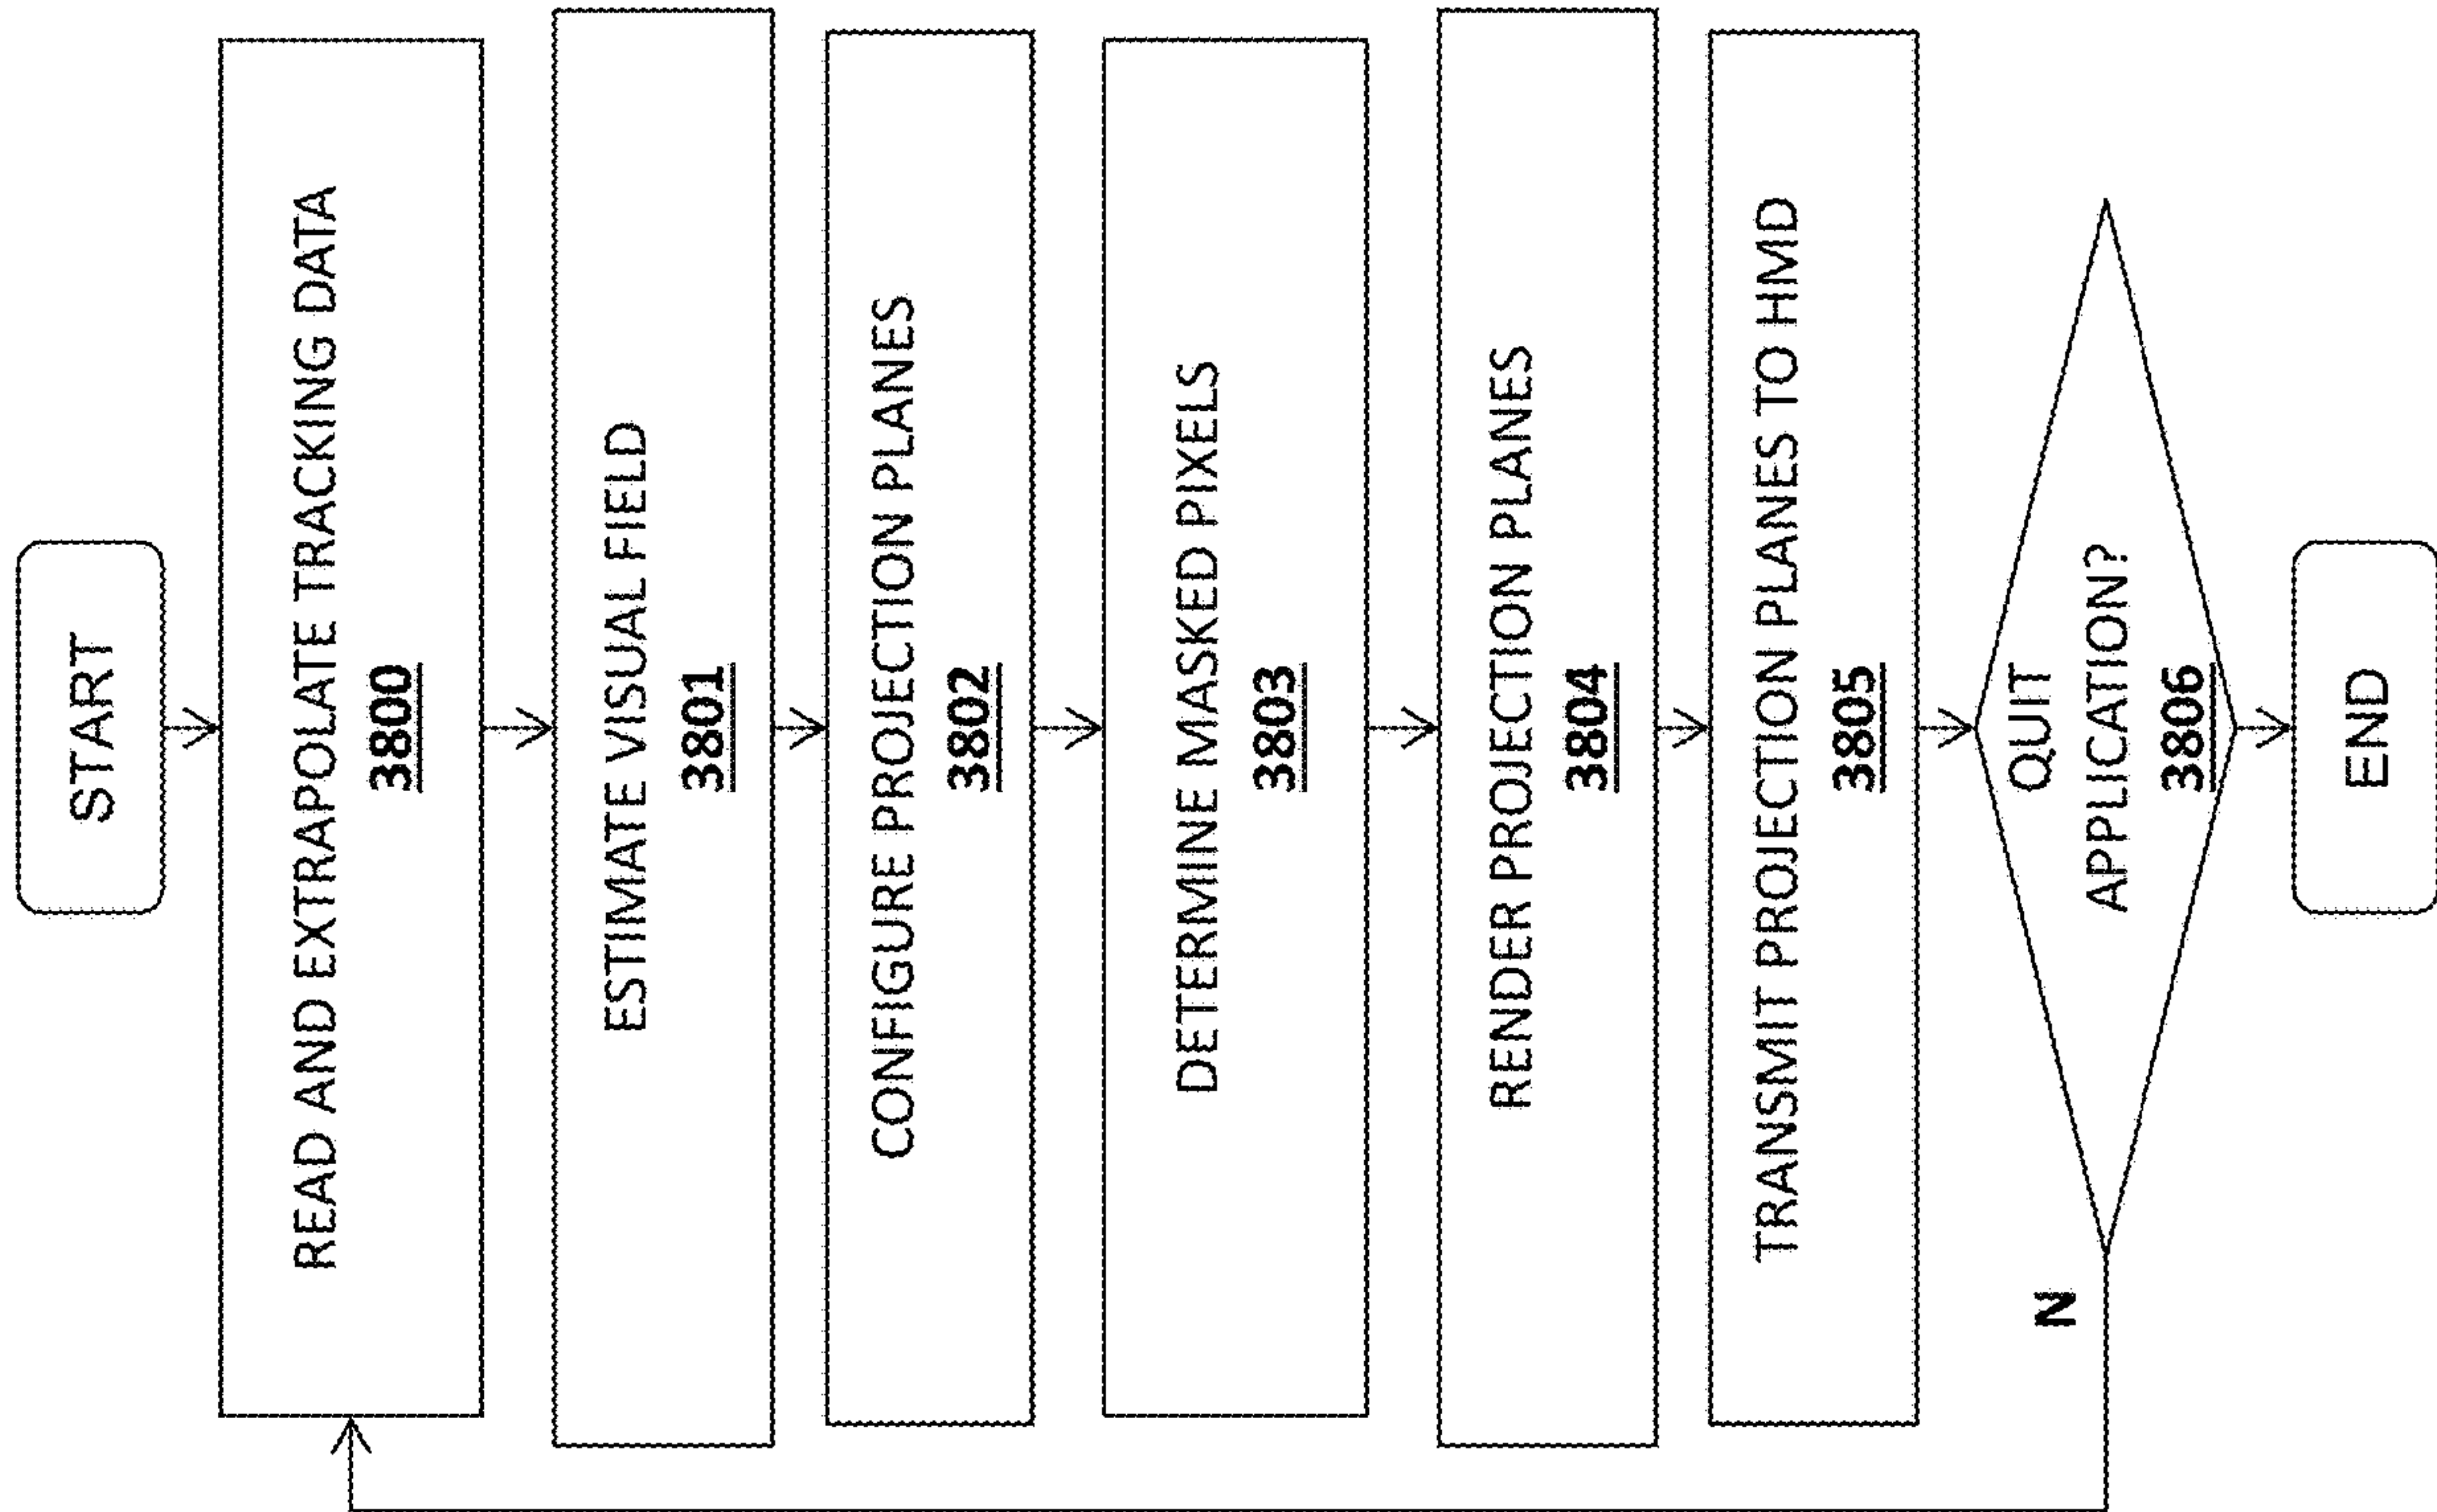 START
READ AND EXTRAPOLATE TRACKING DATA
3800
ESTIMATE VISUAL FIELD
3801
CONFIGURE PROJECTION PLANES
3802
DETERMINE MASKED PIXELS
3803
RENDER PROJECTION PLANES
3804
TRANSMIT PROJECTION PLANES TO HMD
3805
QUIT
APPLICATION?
3806
N
END